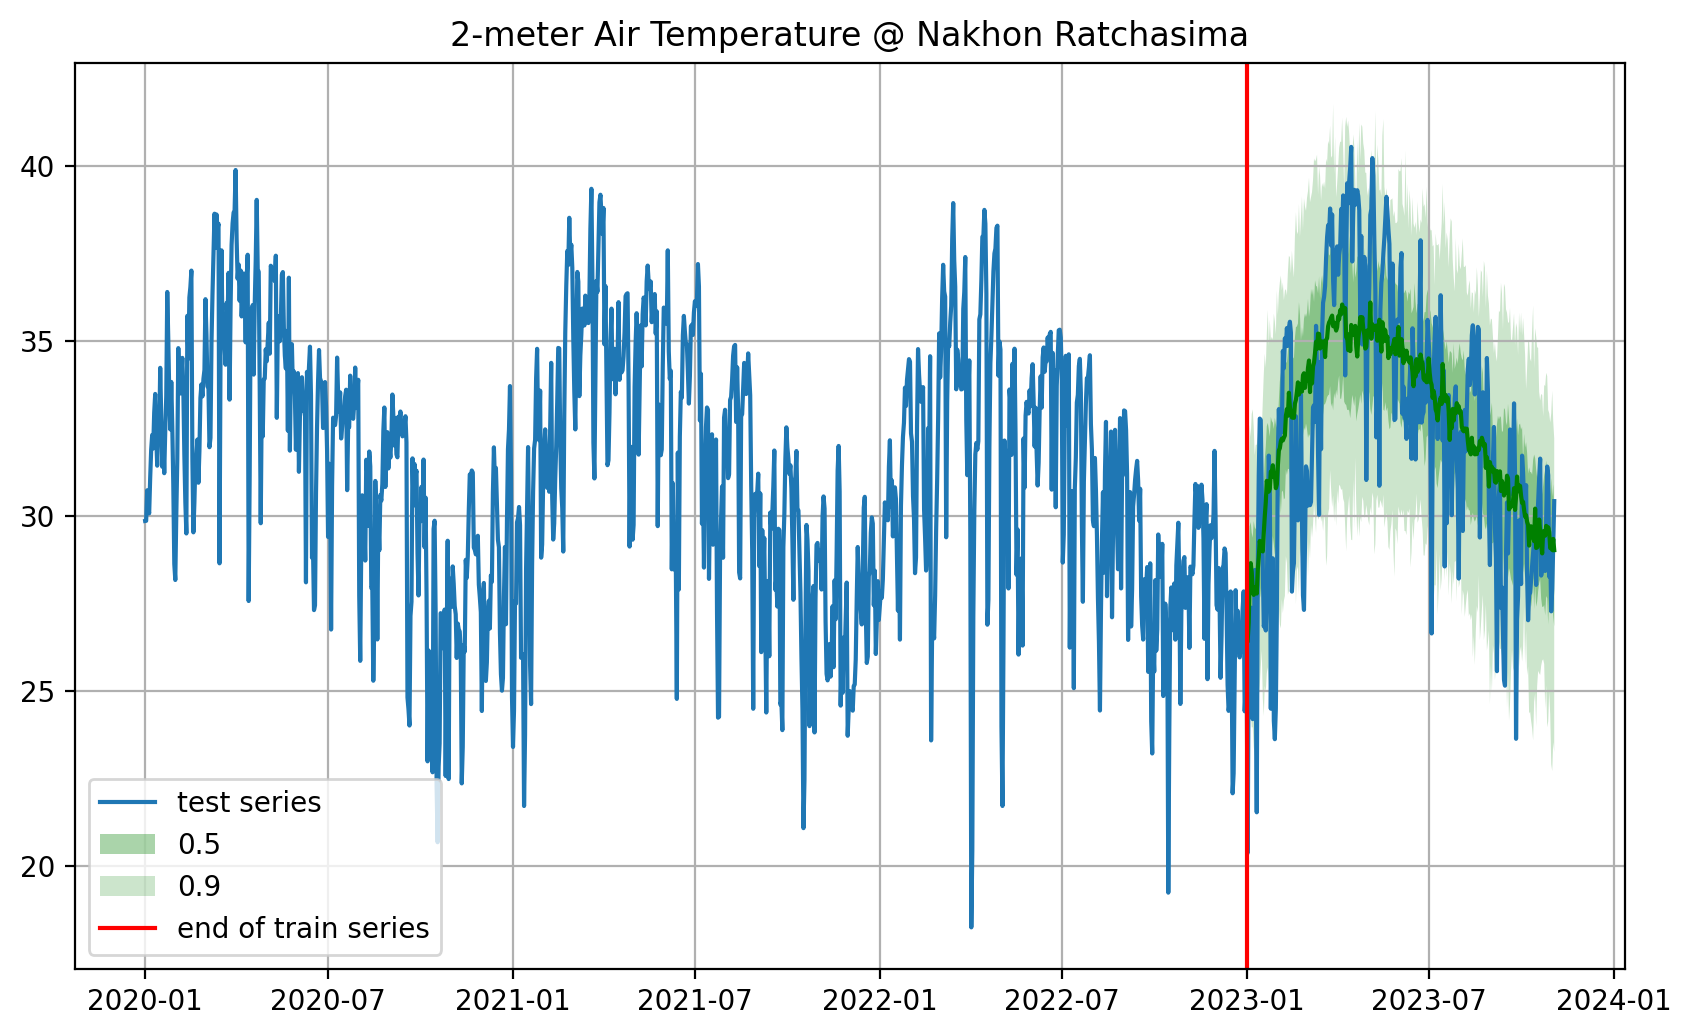 2-meter Air Temperature @ Nakhon Ratchasima
40
35
30
25
20
test series
0.5
0.9
end of train series
2020-01 2020-07 2021-01 2021-07 2022-01 2022-07 2023-01 2023-07 2024-01